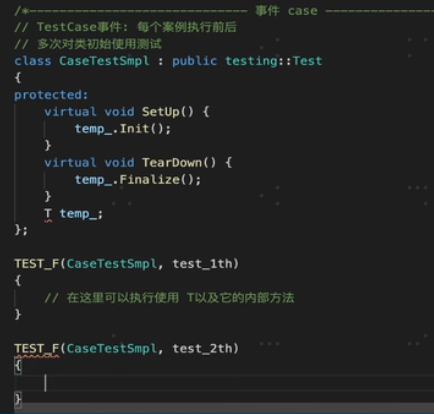 /*---------------------------- 事件 case --------------
// TestCase事件: 每个案例执行前后
// 多次对类初始使用测试
class CaseTestSmpl : public testing::Test
{
protected:
    virtual void SetUp() {
        temp_.Init();
    }
    virtual void TearDown() {
        temp_.Finalize();
    }
    T temp_;
};
TEST_F(CaseTestSmpl, test_1th)
{
    // 在这里可以执行使用 T以及它的内部方法
}
TEST_F(CaseTestSmpl, test_2th)
{
}